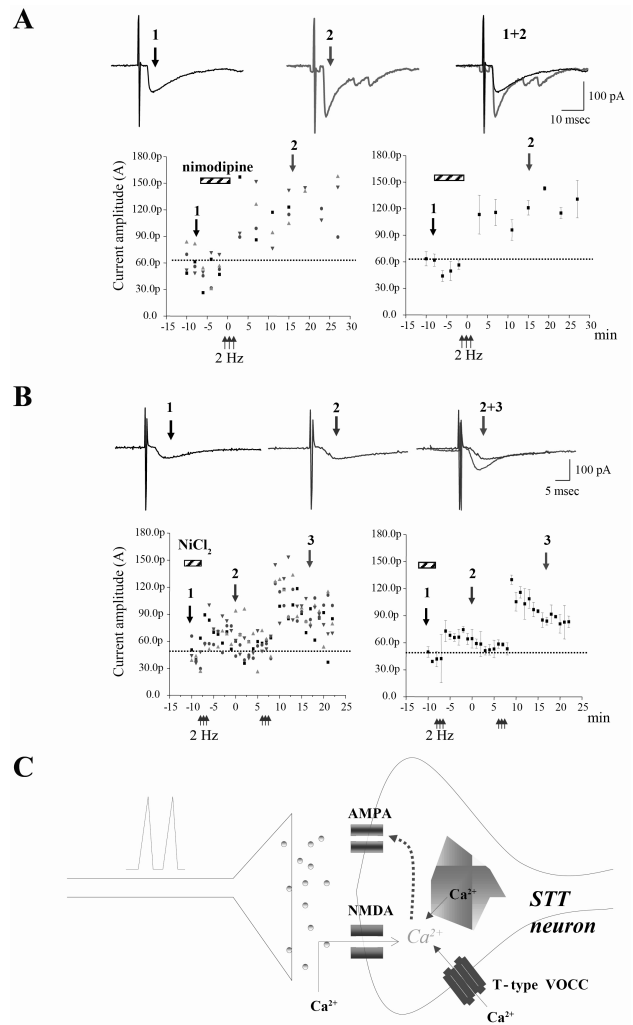 A
1
2
1+2
100 pA
10 msec
180.0p
150.0p
120.0p
90.0p
60.0p
30.0p
0.0
Current amplitude (A)
nimodipine
1
2
-15 -10 -5 0 5 10 15 20 25 30
2 Hz
180.0p
150.0p
120.0p
90.0p
60.0p
30.0p
0.0
1
2
-15 -10 -5 0 5 10 15 20 25 30
min
2 Hz
B
1
2
2+3
100 pA
5 msec
180.0p
150.0p
120.0p
90.0p
60.0p
30.0p
0.0
Current amplitude (A)
NiCl2
1
2
3
-15 -10 -5 0 5 10 15 20 25
2 Hz
180.0p
150.0p
120.0p
90.0p
60.0p
30.0p
0.0
1
2
3
-15 -10 -5 0 5 10 15 20 25
min
2 Hz
C
AMPA
NMDA
Ca2+
Ca2+
STT
neuron
Ca2+
T-type VOCC
Ca2+